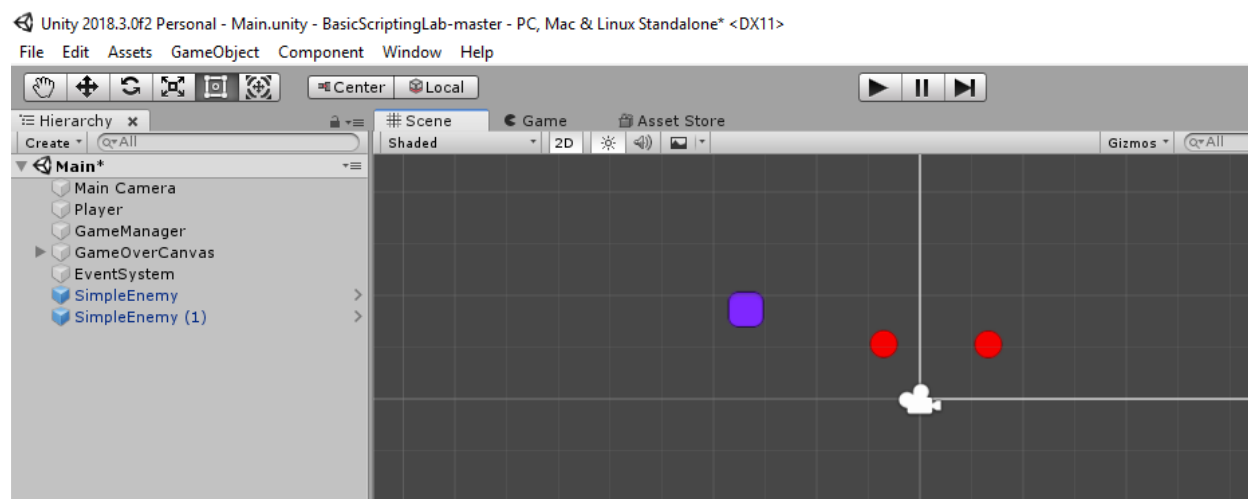 Unity 2018.3.0f2 Personal - Main.unity - BasicScriptingLab-master - PC, Mac & Linux Standalone* <DX11>
File Edit Assets GameObject Component Window Help
Center Local
Hierarchy # Scene Game Asset Store
Create All Shaded 2D Gizmos All
Main*
Main Camera
Player
GameManager
GameOverCanvas
EventSystem
SimpleEnemy
SimpleEnemy (1)